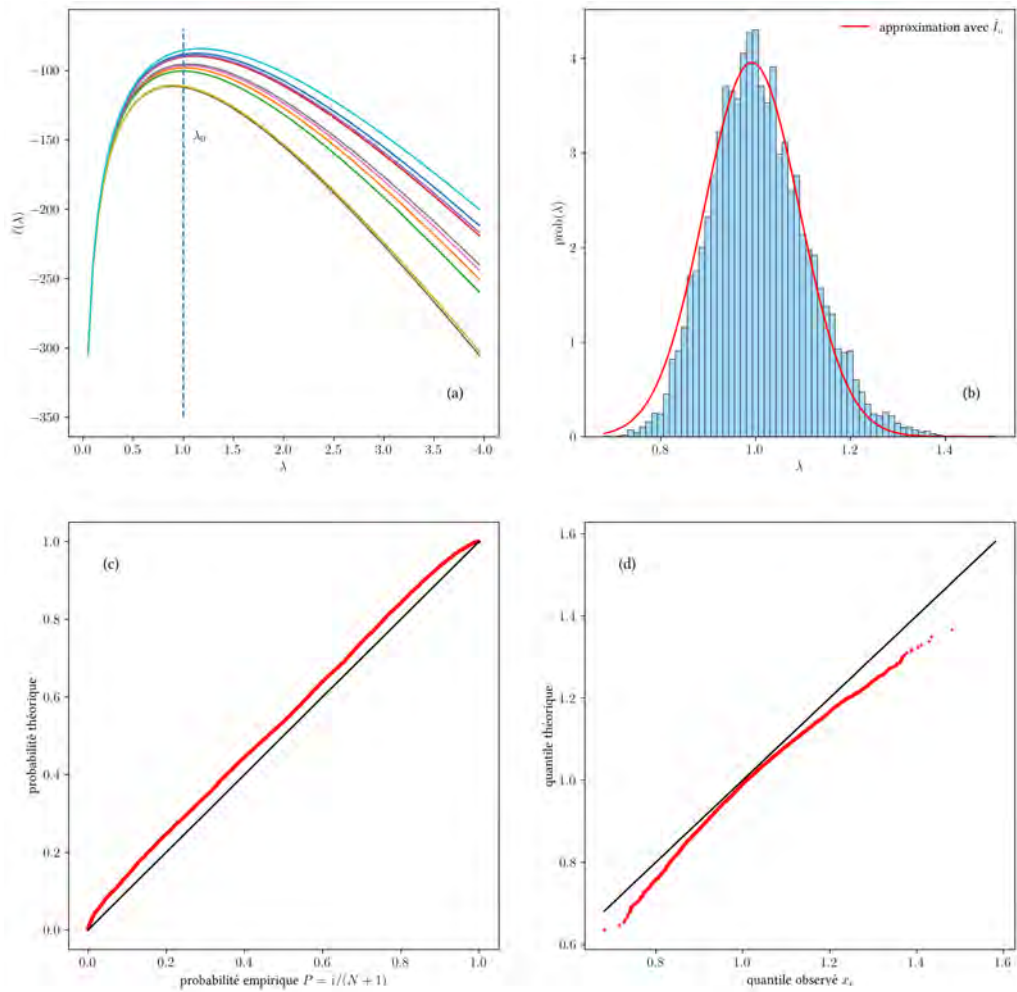 −100
−150
−200
−250
−300
−350
ℓ(λ)
λ₀
(a)
0.0 0.5 1.0 1.5 2.0 2.5 3.0 3.5 4.0
λ
approximation avec Îₒ
4
3
2
1
0
prob(λ)
(b)
0.8 1.0 1.2 1.4
λ
(c)
1.0
0.8
0.6
0.4
0.2
0.0
probabilité théorique
0.0 0.2 0.4 0.6 0.8 1.0
probabilité empirique P = i/(N + 1)
(d)
1.6
1.4
1.2
1.0
0.8
0.6
quantile théorique
0.8 1.0 1.2 1.4 1.6
quantile observé xᵢ